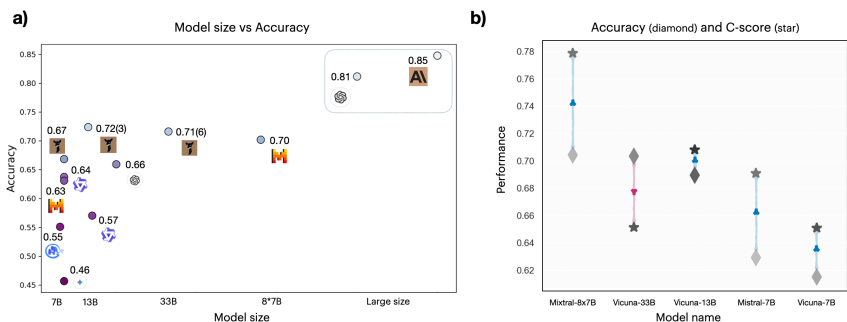 a)
Model size vs Accuracy
Accuracy
0.85
0.80
0.75
0.70
0.65
0.60
0.55
0.50
0.45
0.85
0.81
0.67
0.72(3)
0.71(6)
0.70
0.64
0.66
0.63
0.57
0.55
0.46
7B
13B
33B
8*7B
Large size
Model size
b)
Accuracy (diamond) and C-score (star)
Performance
0.78
0.76
0.74
0.72
0.70
0.68
0.66
0.64
0.62
Mixtral-8x7B
Vicuna-33B
Vicuna-13B
Mistral-7B
Vicuna-7B
Model name